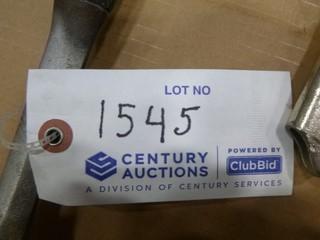 LOT NO
1545
CENTURY AUCTIONS
POWERED BY
ClubBid
A DIVISION OF CENTURY SERVICES